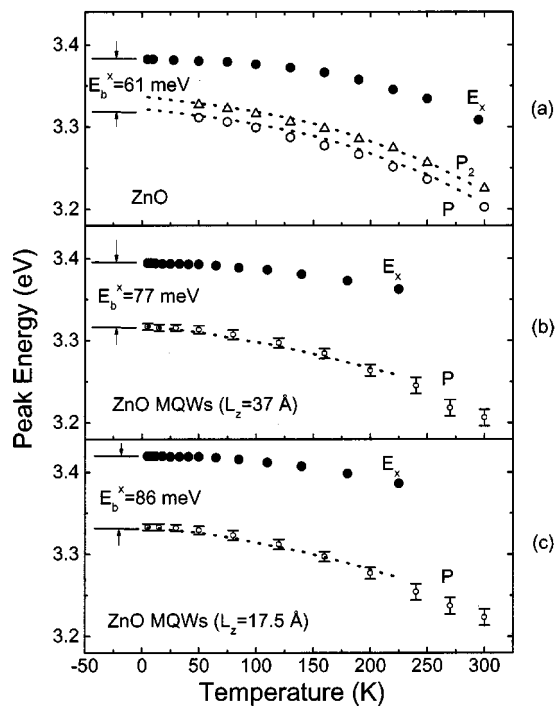 3.4
E_b^x=61 meV
E_x
(a)
3.3
P_2
ZnO
P
3.2
E_x
3.4
E_b^x=77 meV
(b)
3.3
P
ZnO MQWs (L_z=37 Å)
3.2
E_x
3.4
E_b^x=86 meV
(c)
3.3
P
ZnO MQWs (L_z=17.5 Å)
3.2
-50 0 50 100 150 200 250 300
Temperature (K)
Peak Energy (eV)